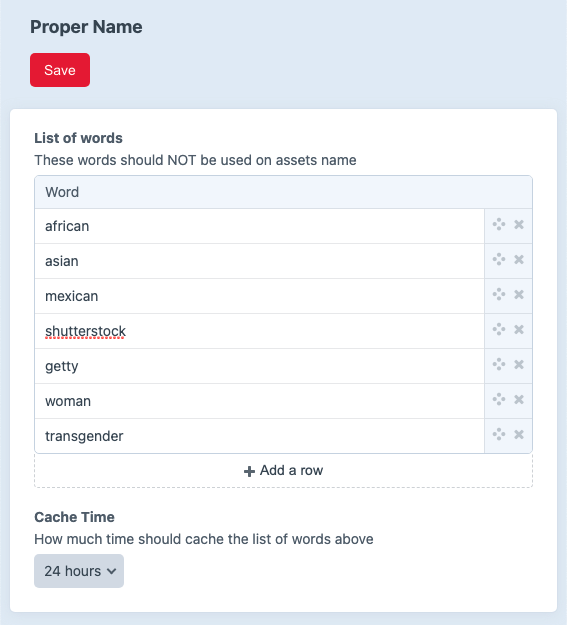 Proper Name
Save
List of words
These words should NOT be used on assets name
Word
african
asian
mexican
shutterstock
getty
woman
transgender
Add a row
Cache Time
How much time should cache the list of words above
24 hours